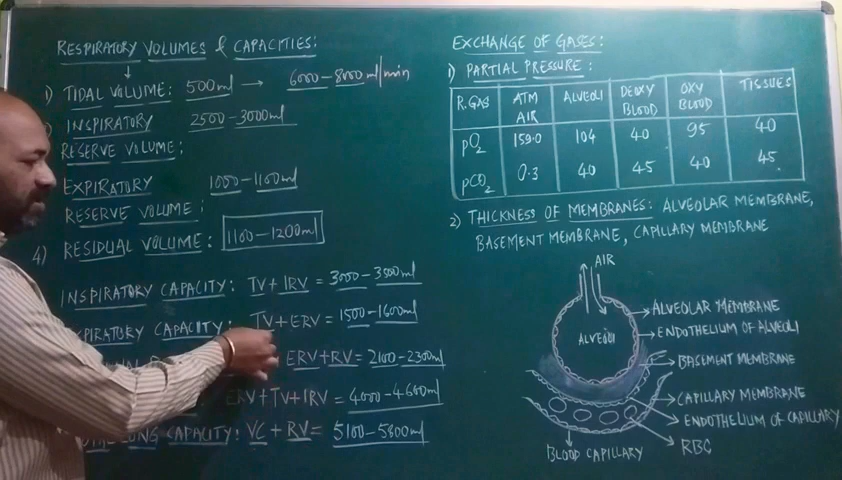 RESPIRATORY VOLUMES & CAPACITIES:
1) TIDAL VOLUME: 500ml → 6000-8000ml/min
INSPIRATORY 2500-3000ml
RESERVE VOLUME:
EXPIRATORY 1000-1100ml
RESERVE VOLUME:
4) RESIDUAL VOLUME: 1100-1200ml
INSPIRATORY CAPACITY: TV+IRV = 3000-3500ml
PIRATORY CAPACITY: TV+ERV = 1500-1600ml
ERV+RV = 2100-2300ml
ERV+TV+IRV = 4000-4600ml
LUNG CAPACITY: VC + RV = 5100-5800ml
EXCHANGE OF GASES:
1) PARTIAL PRESSURE:
R.GAS ATM AIR ALVEOLI DEOXY BLOOD OXY BLOOD TISSUES
pO2 159.0 104 40 95 40
pCO2 0.3 40 45 40 45
2) THICKNESS OF MEMBRANES: ALVEOLAR MEMBRANE,
BASEMENT MEMBRANE, CAPILLARY MEMBRANE
AIR
ALVEOLI
ALVEOLAR MEMBRANE
ENDOTHELIUM OF ALVEOLI
BASEMENT MEMBRANE
CAPILLARY MEMBRANE
ENDOTHELIUM OF CAPILLARY
RBC
BLOOD CAPILLARY